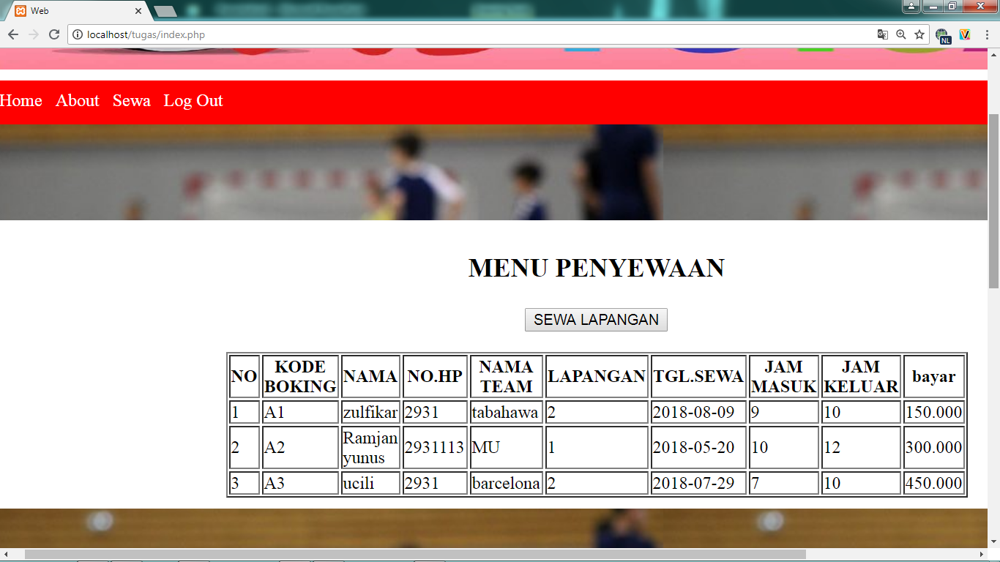 Web
localhost/tugas/index.php
NL
Home About Sewa Log Out
MENU PENYEWAAN
SEWA LAPANGAN
NO KODE BOKING NAMA NO.HP NAMA TEAM LAPANGAN TGL.SEWA JAM MASUK JAM KELUAR bayar
1 A1 zulfikar 2931 tabahawa 2 2018-08-09 9 10 150.000
2 A2 Ramjan yunus 2931113 MU 1 2018-05-20 10 12 300.000
3 A3 ucili 2931 barcelona 2 2018-07-29 7 10 450.000